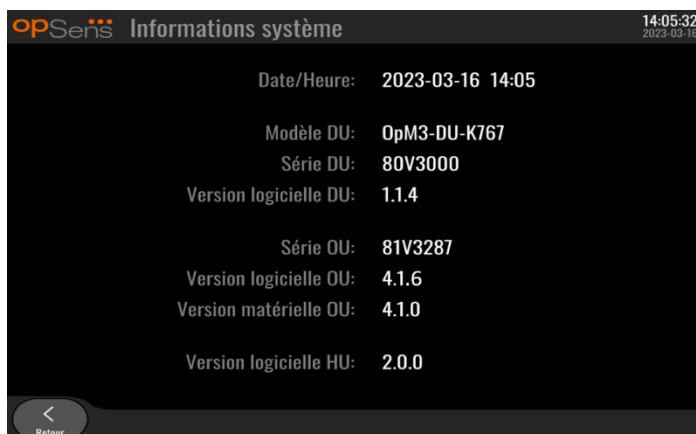 opSens Informations système
14:05:32
2023-03-16
Date/Heure: 2023-03-16 14:05
Modèle DU: OpM3-DU-K767
Série DU: 80V3000
Version logicielle DU: 1.1.4
Série OU: 81V3287
Version logicielle OU: 4.1.6
Version matérielle OU: 4.1.0
Version logicielle HU: 2.0.0
Retour